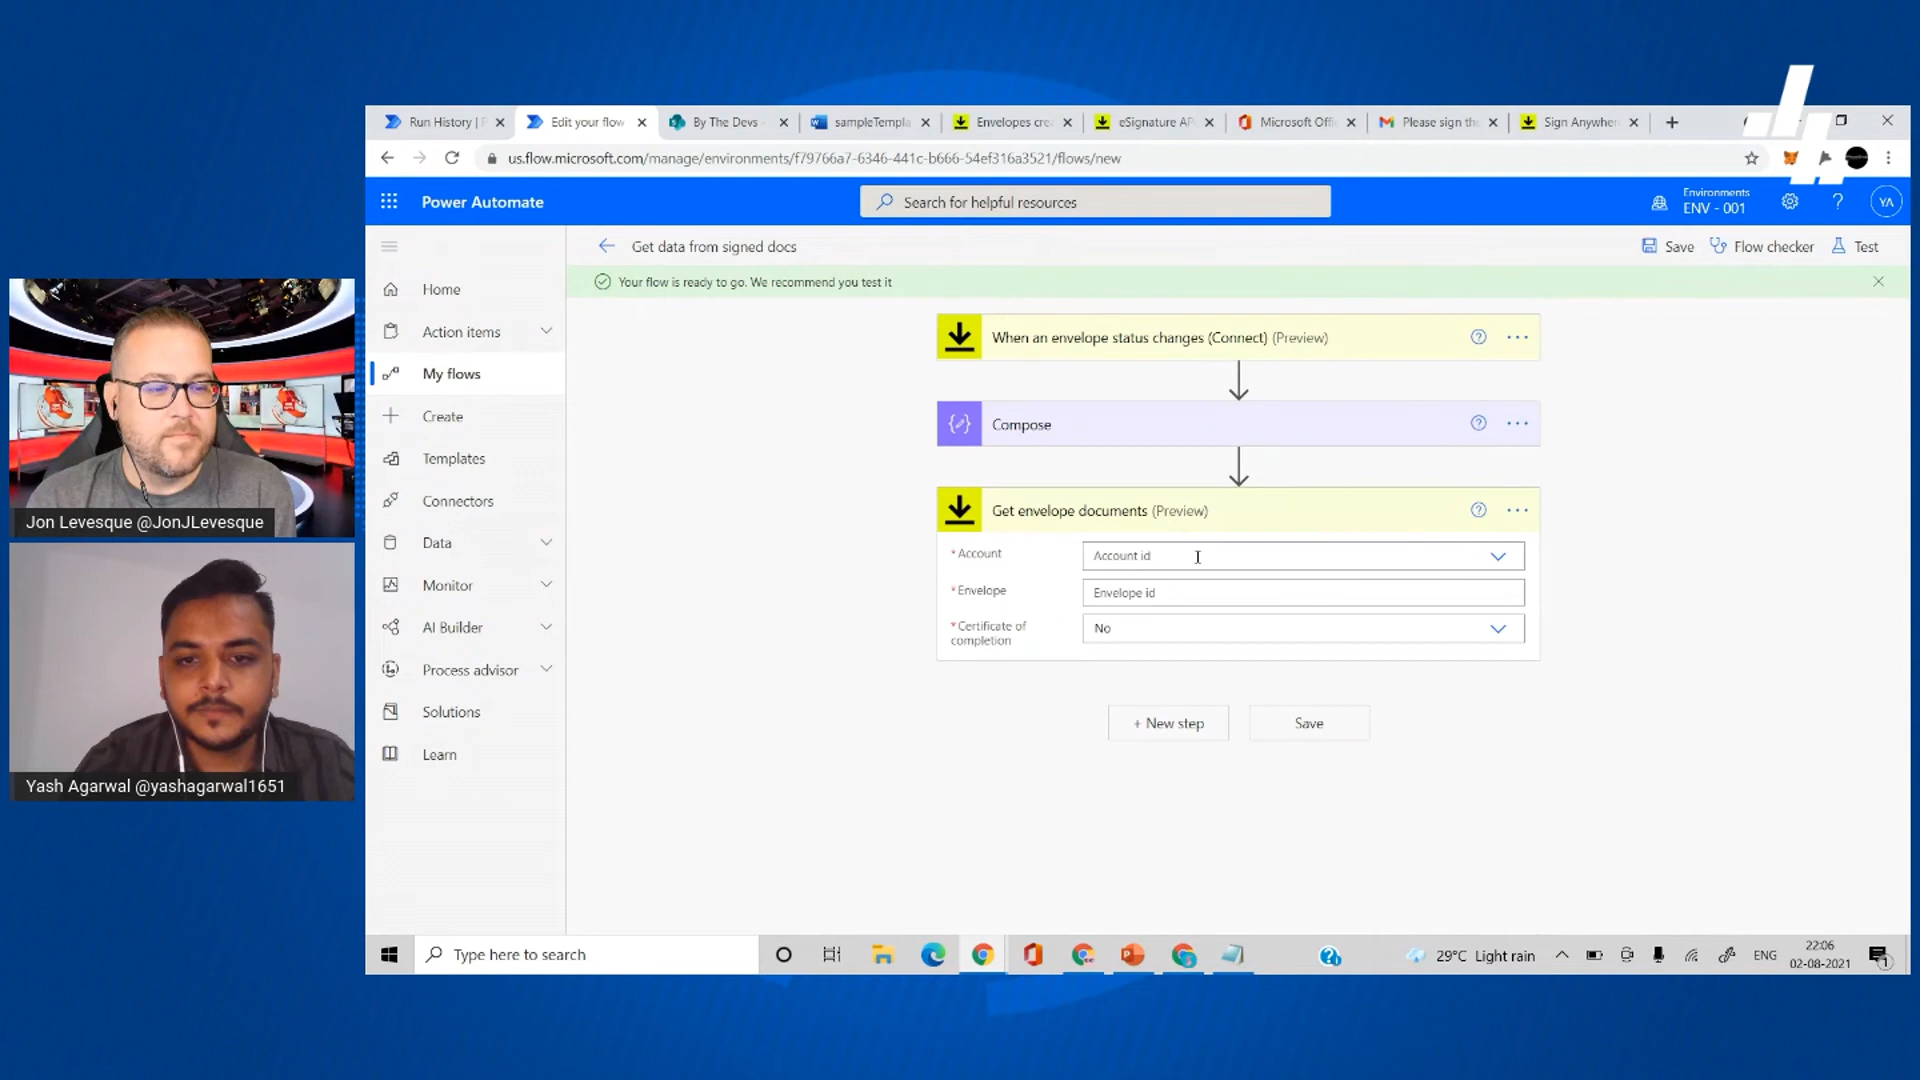 Run History | P
Edit your flow
By The Devs -
sampleTempla
Envelopes crea
eSignature AP
Microsoft Offi
Please sign the
Sign Anywhere
us.flow.microsoft.com/manage/environments/f79766a7-6346-441c-b666-54ef316a3521/flows/new
Power Automate
Search for helpful resources
Environments
ENV - 001
YA
Get data from signed docs
Save
Flow checker
Test
Your flow is ready to go. We recommend you test it
Home
Action items
My flows
Create
Templates
Connectors
Data
Monitor
AI Builder
Process advisor
Solutions
Learn
When an envelope status changes (Connect) (Preview)
Compose
Get envelope documents (Preview)
* Account
Account id
* Envelope
Envelope id
* Certificate of
completion
No
+ New step
Save
Jon Levesque @JonJLevesque
Yash Agarwal @yashagarwal1651
Type here to search
29°C Light rain
ENG
22:06
02-08-2021
1